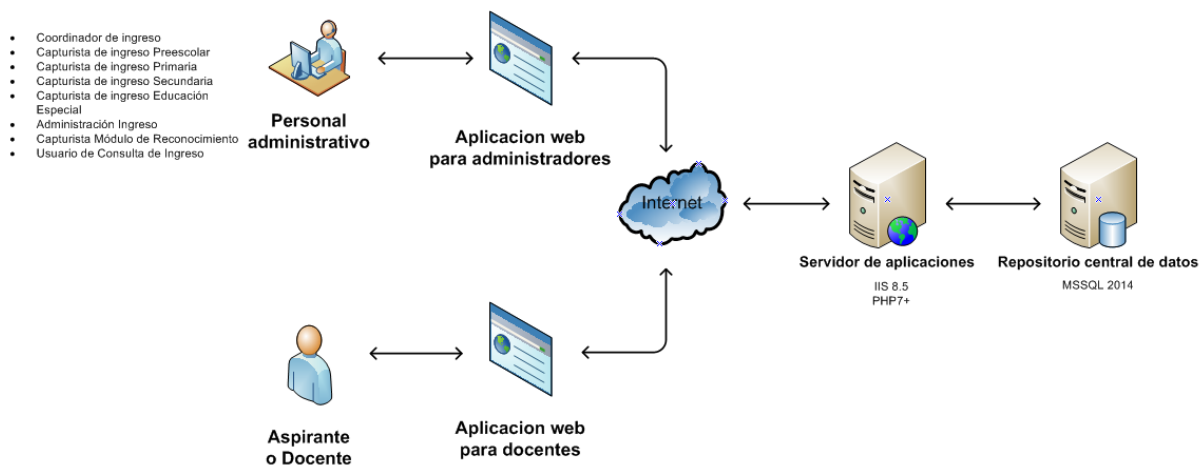 • Coordinador de ingreso
• Capturista de ingreso Preescolar
• Capturista de ingreso Primaria
• Capturista de ingreso Secundaria
• Capturista de ingreso Educación
Especial
• Administración Ingreso
• Capturista Módulo de Reconocimiento
• Usuario de Consulta de Ingreso
Personal
administrativo
Aplicacion web
para administradores
Internet
Servidor de aplicaciones
IIS 8.5
PHP7+
Repositorio central de datos
MSSQL 2014
Aspirante
o Docente
Aplicacion web
para docentes